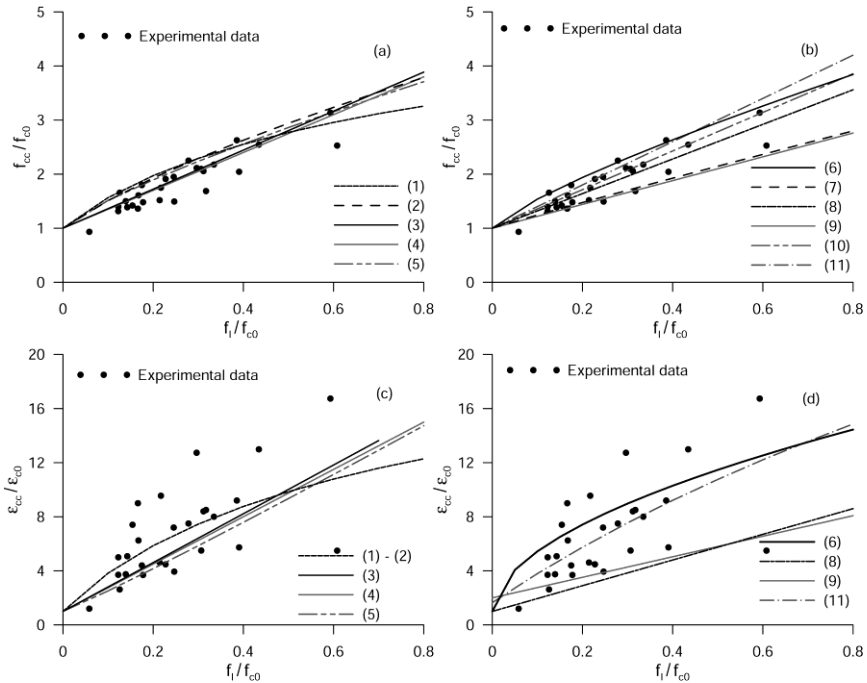 5
Experimental data
(a)
4
3
2
1
0
f_cc / f_c0
(1)
(2)
(3)
(4)
(5)
0 0.2 0.4 0.6 0.8
f_l / f_c0
5
Experimental data
(b)
4
3
2
1
0
f_cc / f_c0
(6)
(7)
(8)
(9)
(10)
(11)
0 0.2 0.4 0.6 0.8
f_l / f_c0
20
Experimental data
(c)
16
12
8
4
0
ε_cc / ε_c0
(1) - (2)
(3)
(4)
(5)
0 0.2 0.4 0.6 0.8
f_l / f_c0
20
Experimental data
(d)
16
12
8
4
0
ε_cc / ε_c0
(6)
(8)
(9)
(11)
0 0.2 0.4 0.6 0.8
f_l / f_c0